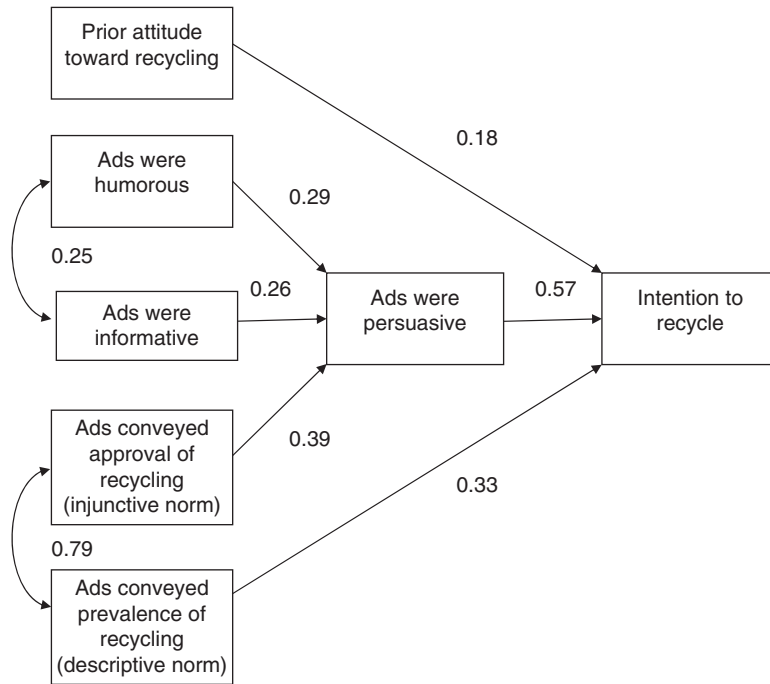 Prior attitude
toward recycling
0.18
Ads were
humorous
0.29
0.25
Ads were
informative
0.26
Ads were
persuasive
0.57
Intention to
recycle
Ads conveyed
approval of
recycling
(injunctive norm)
0.39
0.33
0.79
Ads conveyed
prevalence of
recycling
(descriptive norm)